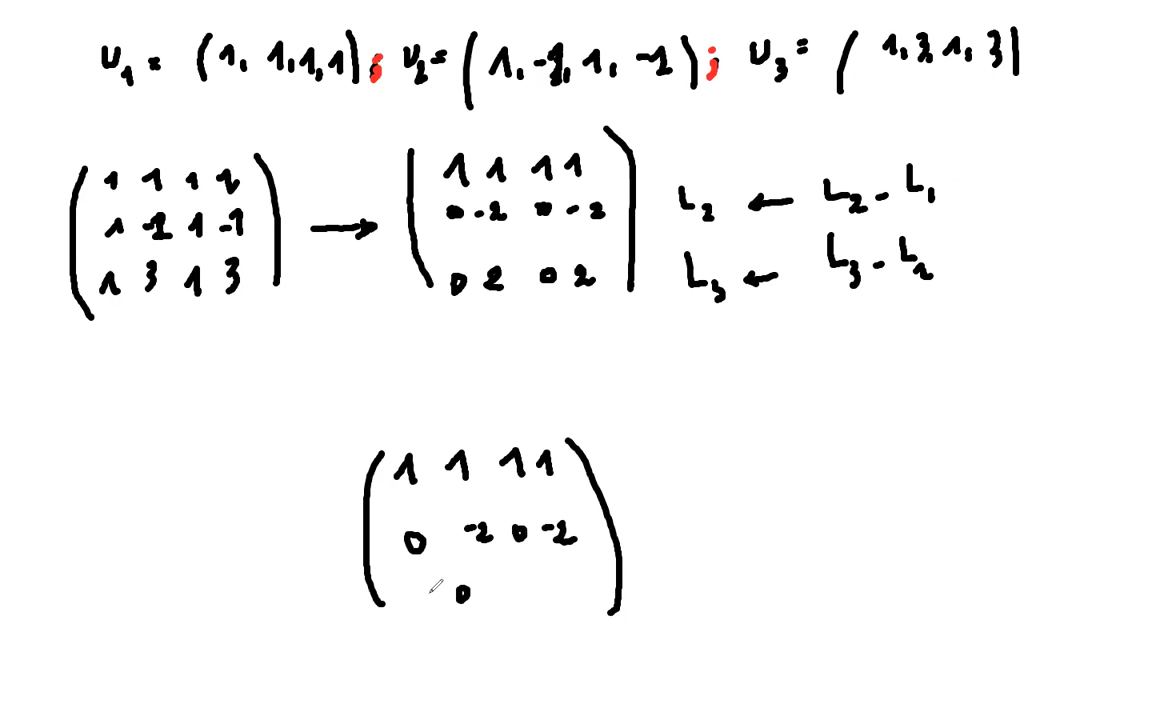 U₁ = (1, 1,1,1); U₂= (1, -1, 1, -1); U₃ = (1, 3, 1, 3)
1 1 1 1 → 1 1 1 1
1 -1 1 -1 0 -2 0 -2 L₂ ← L₂ - L₁
1 3 1 3 0 2 0 2 L₃ ← L₃ - L₁
1 1 1 1
0 -2 0 -2
0